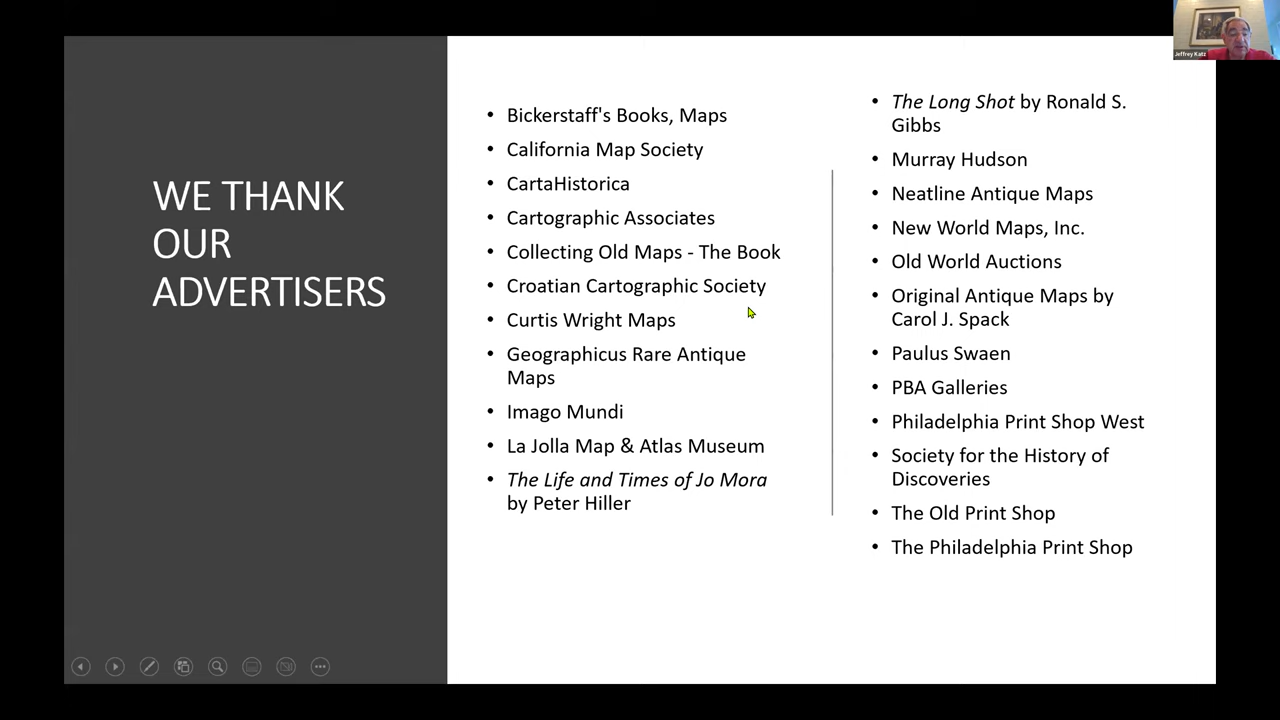 WE THANK
OUR
ADVERTISERS
• Bickerstaff's Books, Maps
• California Map Society
• CartaHistorica
• Cartographic Associates
• Collecting Old Maps - The Book
• Croatian Cartographic Society
• Curtis Wright Maps
• Geographicus Rare Antique
Maps
• Imago Mundi
• La Jolla Map & Atlas Museum
• The Life and Times of Jo Mora
by Peter Hiller
• The Long Shot by Ronald S.
Gibbs
• Murray Hudson
• Neatline Antique Maps
• New World Maps, Inc.
• Old World Auctions
• Original Antique Maps by
Carol J. Spack
• Paulus Swaen
• PBA Galleries
• Philadelphia Print Shop West
• Society for the History of
Discoveries
• The Old Print Shop
• The Philadelphia Print Shop
Jeffrey Katz